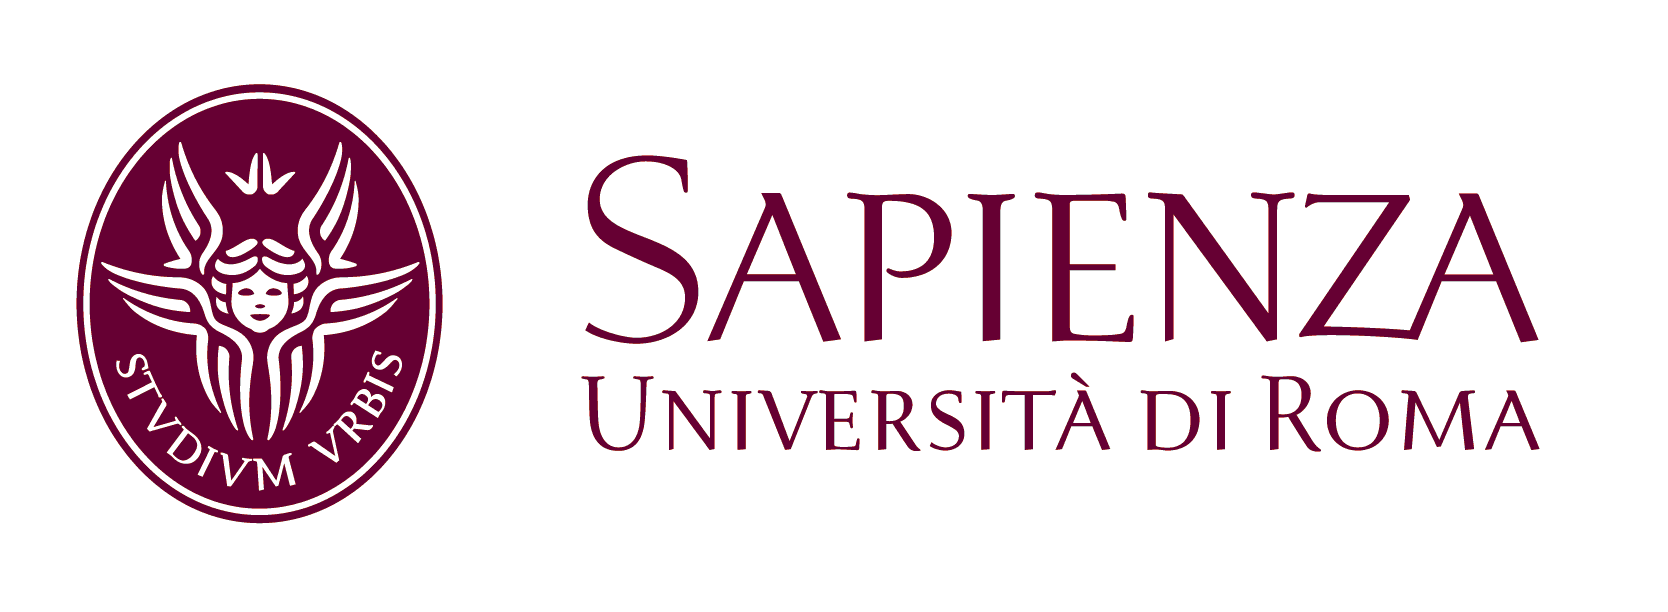 STVDIVM VRBIS
SAPIENZA
UNIVERSITÀ DI ROMA